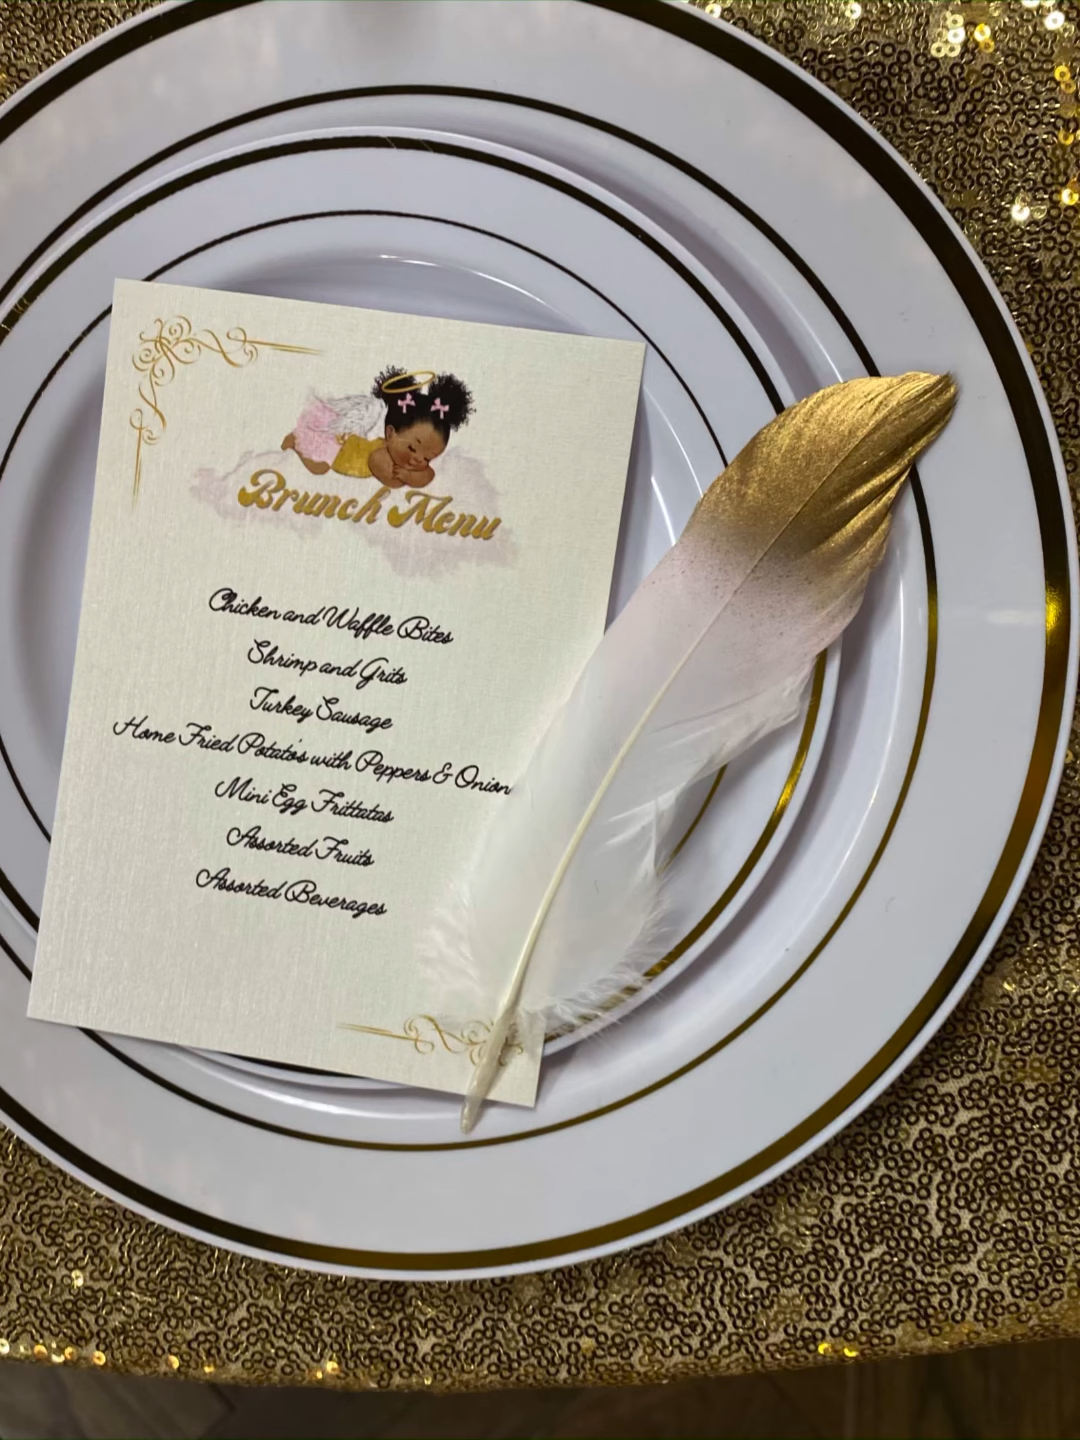 Brunch Menu
Chicken and Waffle Bites
Shrimp and Grits
Turkey Sausage
Home Fried Potato's with Peppers & Onion
Mini Egg Frittatas
Assorted Fruits
Assorted Beverages